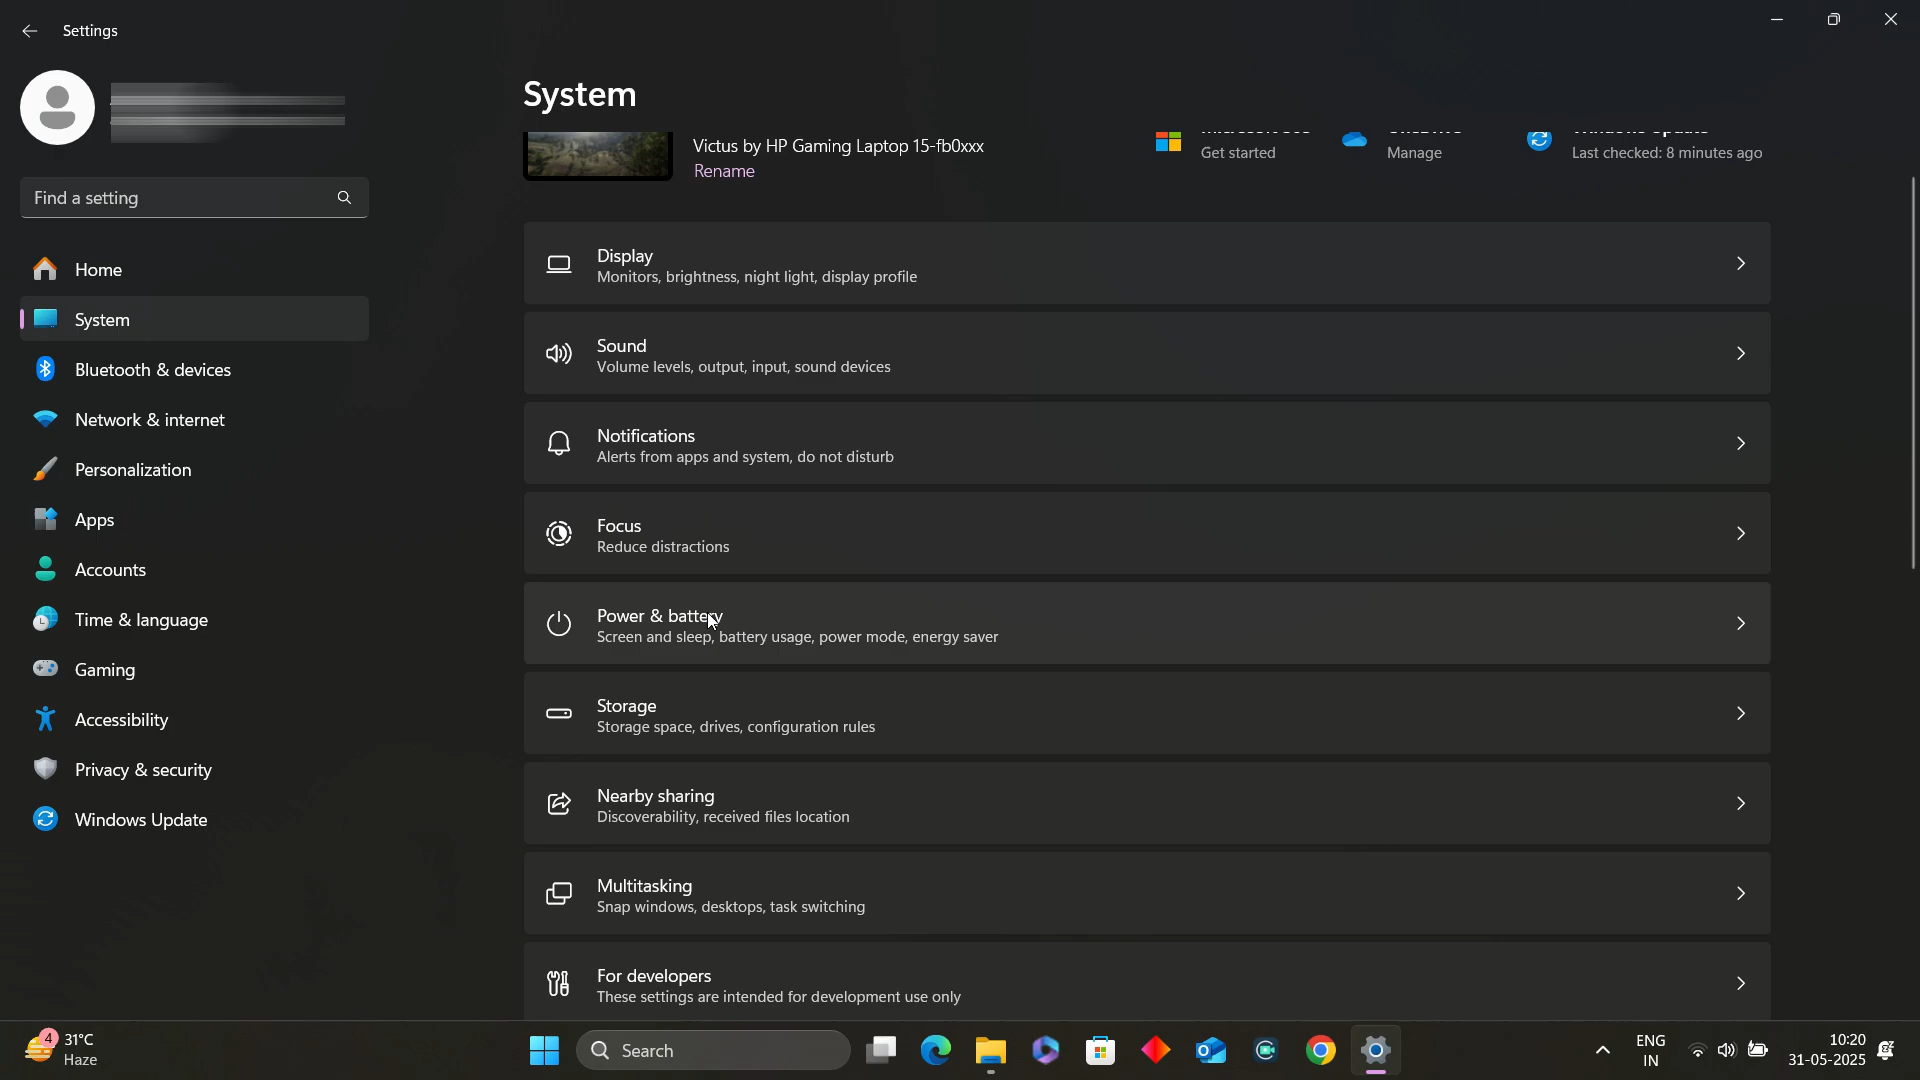 Settings
Find a setting
Home
System
Bluetooth & devices
Network & internet
Personalization
Apps
Accounts
Time & language
Gaming
Accessibility
Privacy & security
Windows Update
System
Victus by HP Gaming Laptop 15-fb0xxx
Rename
Get started
Manage
Last checked: 8 minutes ago
Display
Monitors, brightness, night light, display profile
Sound
Volume levels, output, input, sound devices
Notifications
Alerts from apps and system, do not disturb
Focus
Reduce distractions
Power & battery
Screen and sleep, battery usage, power mode, energy saver
Storage
Storage space, drives, configuration rules
Nearby sharing
Discoverability, received files location
Multitasking
Snap windows, desktops, task switching
For developers
These settings are intended for development use only
4
31°C
Haze
Search
ENG
IN
10:20
31-05-2025